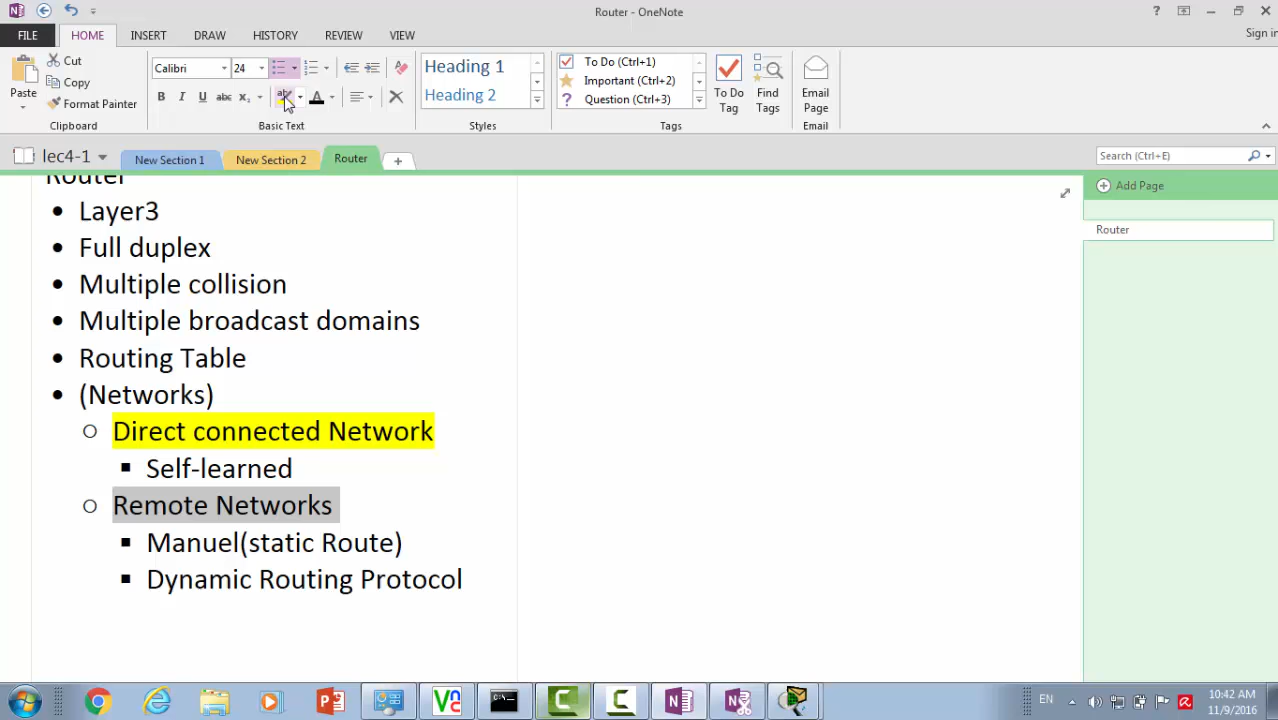 Router - OneNote
Sign in
FILE HOME INSERT DRAW HISTORY REVIEW VIEW
Paste
Cut
Copy
Format Painter
Clipboard
Calibri 24
B I U abc X₂ ab A
Basic Text
Heading 1
Heading 2
Styles
To Do (Ctrl+1)
Important (Ctrl+2)
Question (Ctrl+3)
To Do Tag
Find Tags
Tags
Email Page
Email
lec4-1 New Section 1 New Section 2 Router +
Search (Ctrl+E)
Add Page
Router
Router
• Layer3
• Full duplex
• Multiple collision
• Multiple broadcast domains
• Routing Table
• (Networks)
o Direct connected Network
▪ Self-learned
o Remote Networks
▪ Manuel(static Route)
▪ Dynamic Routing Protocol
EN
10:42 AM
11/9/2016